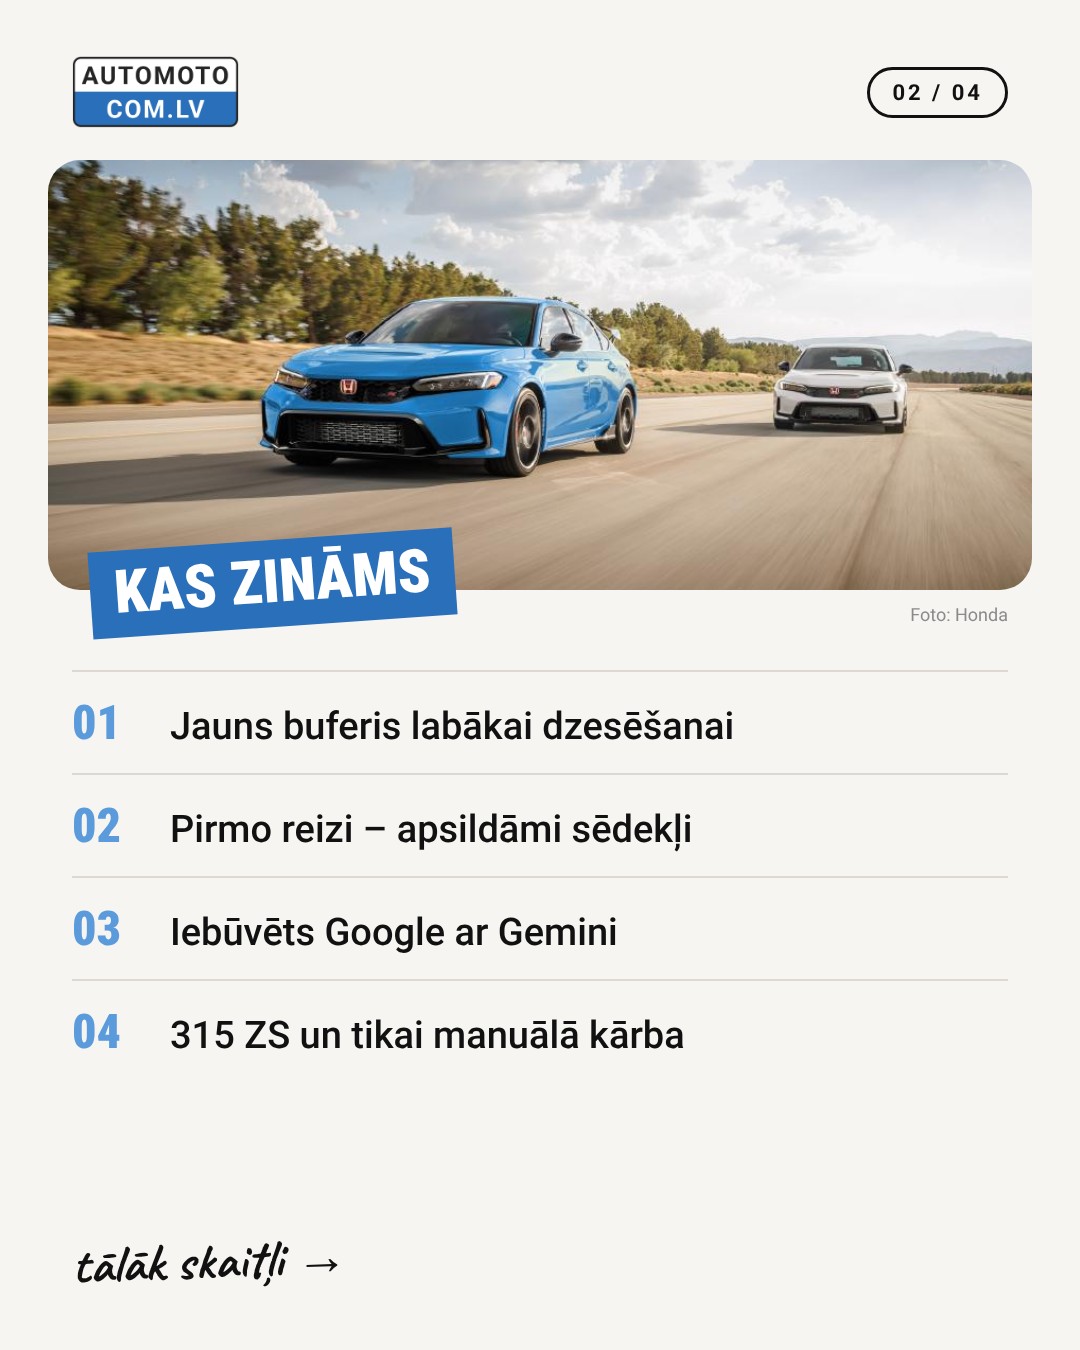 AUTOMOTO
COM.LV
02 / 04
KAS ZINĀMS
Foto: Honda
01 Jauns buferis labākai dzesēšanai
02 Pirmo reizi – apsildāmi sēdekļi
03 Iebūvēts Google ar Gemini
04 315 ZS un tikai manuālā kārba
tālāk skaitļi →